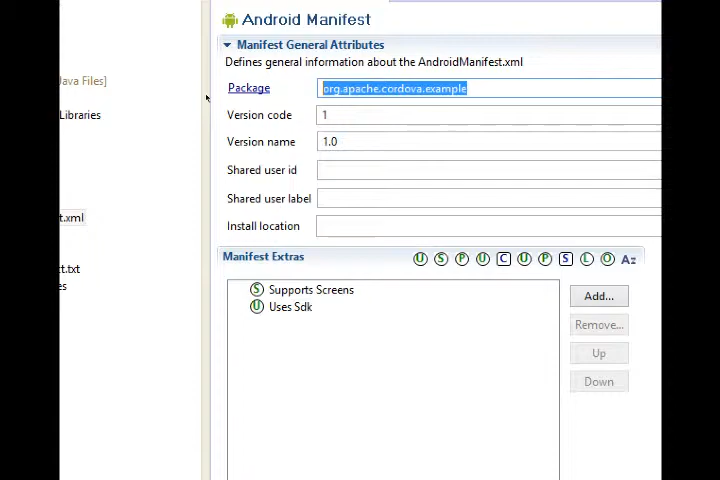 Android Manifest
Manifest General Attributes
Defines general information about the AndroidManifest.xml
Java Files]
Package org.apache.cordova.example
Libraries
Version code 1
Version name 1.0
Shared user id
Shared user label
t.xml
Install location
Manifest Extras U S P U C U P S L O Az
ct.txt
es
S Supports Screens
U Uses Sdk
Add...
Remove...
Up
Down